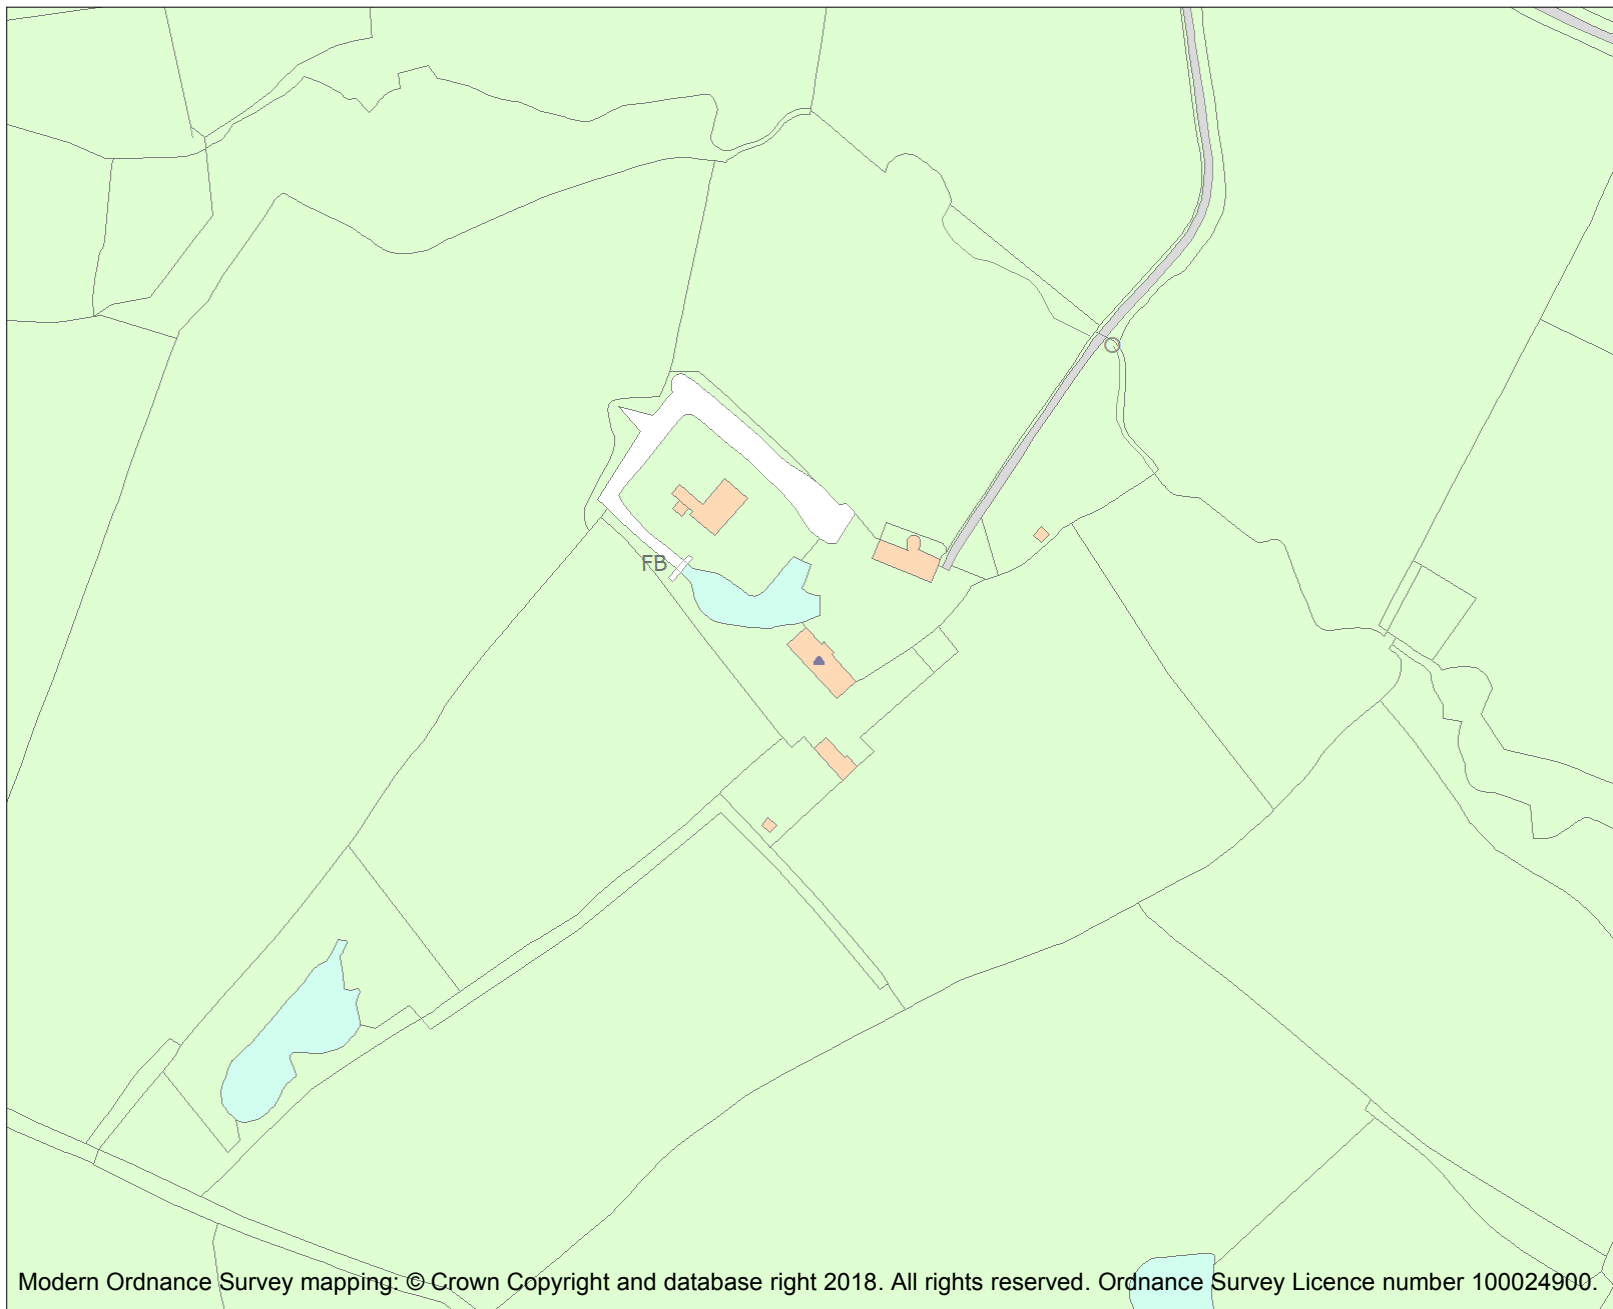 FB
Modern Ordnance Survey mapping: © Crown Copyright and database right 2018. All rights reserved. Ordnance Survey Licence number 100024900.